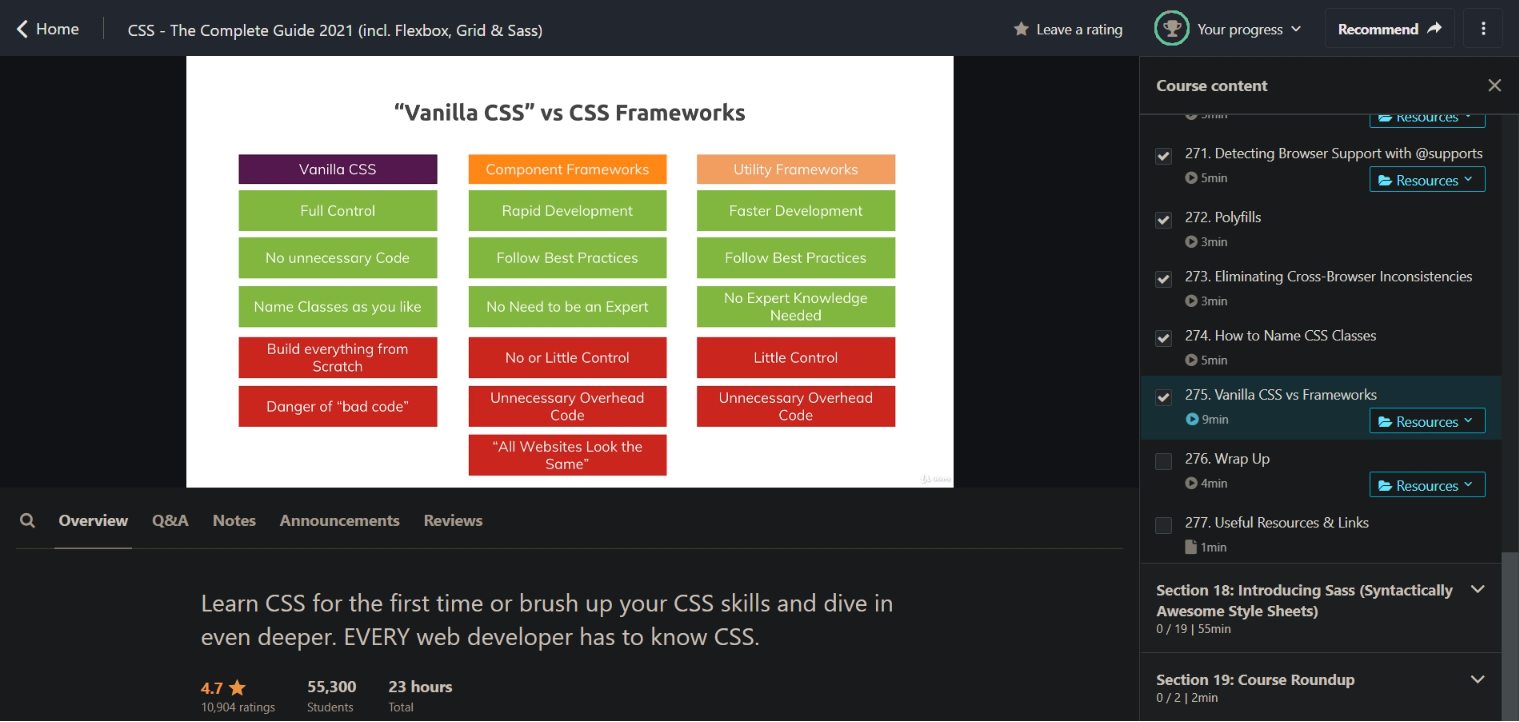 Home
CSS - The Complete Guide 2021 (incl. Flexbox, Grid & Sass)
Leave a rating
Your progress
Recommend
“Vanilla CSS” vs CSS Frameworks
Vanilla CSS
Full Control
No unnecessary Code
Name Classes as you like
Build everything from
Scratch
Danger of “bad code”
Component Frameworks
Rapid Development
Follow Best Practices
No Need to be an Expert
No or Little Control
Unnecessary Overhead
Code
“All Websites Look the
Same”
Utility Frameworks
Faster Development
Follow Best Practices
No Expert Knowledge
Needed
Little Control
Unnecessary Overhead
Code
Overview
Q&A
Notes
Announcements
Reviews
Learn CSS for the first time or brush up your CSS skills and dive in
even deeper. EVERY web developer has to know CSS.
4.7
10,904 ratings
55,300
Students
23 hours
Total
Course content
Resources
271. Detecting Browser Support with @supports
5min
Resources
272. Polyfills
3min
273. Eliminating Cross-Browser Inconsistencies
3min
274. How to Name CSS Classes
5min
275. Vanilla CSS vs Frameworks
9min
Resources
276. Wrap Up
4min
Resources
277. Useful Resources & Links
1min
Section 18: Introducing Sass (Syntactically
Awesome Style Sheets)
0 / 19 | 55min
Section 19: Course Roundup
0 / 2 | 2min